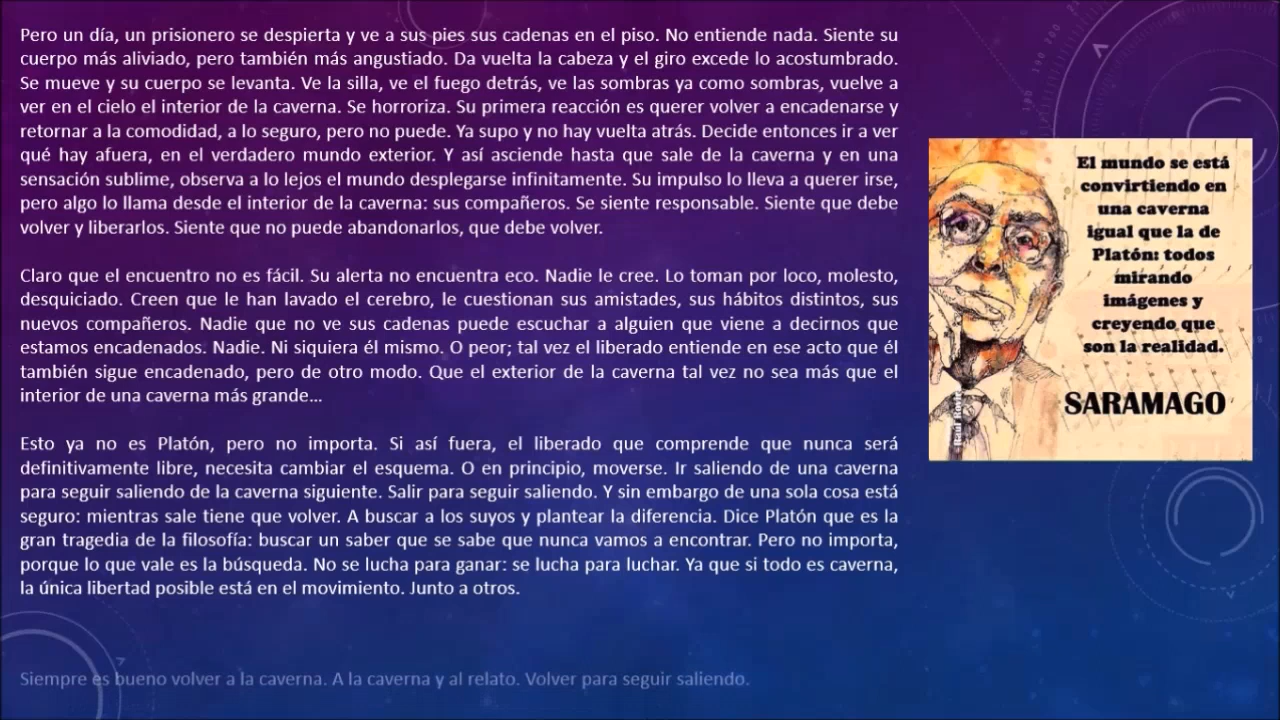 Pero un día, un prisionero se despierta y ve a sus pies sus cadenas en el piso. No entiende nada. Siente su
cuerpo más aliviado, pero también más angustiado. Da vuelta la cabeza y el giro excede lo acostumbrado.
Se mueve y su cuerpo se levanta. Ve la silla, ve el fuego detrás, ve las sombras ya como sombras, vuelve a
ver en el cielo el interior de la caverna. Se horroriza. Su primera reacción es querer volver a encadenarse y
retornar a la comodidad, a lo seguro, pero no puede. Ya supo y no hay vuelta atrás. Decide entonces ir a ver
qué hay afuera, en el verdadero mundo exterior. Y así asciende hasta que sale de la caverna y en una
sensación sublime, observa a lo lejos el mundo desplegarse infinitamente. Su impulso lo lleva a querer irse,
pero algo lo llama desde el interior de la caverna: sus compañeros. Se siente responsable. Siente que debe
volver y liberarlos. Siente que no puede abandonarlos, que debe volver.
Claro que el encuentro no es fácil. Su alerta no encuentra eco. Nadie le cree. Lo toman por loco, molesto,
desquiciado. Creen que le han lavado el cerebro, le cuestionan sus amistades, sus hábitos distintos, sus
nuevos compañeros. Nadie que no ve sus cadenas puede escuchar a alguien que viene a decirnos que
estamos encadenados. Nadie. Ni siquiera él mismo. O peor; tal vez el liberado entiende en ese acto que él
también sigue encadenado, pero de otro modo. Que el exterior de la caverna tal vez no sea más que el
interior de una caverna más grande...
Esto ya no es Platón, pero no importa. Si así fuera, el liberado que comprende que nunca será
definitivamente libre, necesita cambiar el esquema. O en principio, moverse. Ir saliendo de una caverna
para seguir saliendo de la caverna siguiente. Salir para seguir saliendo. Y sin embargo de una sola cosa está
seguro: mientras sale tiene que volver. A buscar a los suyos y plantear la diferencia. Dice Platón que es la
gran tragedia de la filosofía: buscar un saber que se sabe que nunca vamos a encontrar. Pero no importa,
porque lo que vale es la búsqueda. No se lucha para ganar: se lucha para luchar. Ya que si todo es caverna,
la única libertad posible está en el movimiento. Junto a otros.
Siempre es bueno volver a la caverna. A la caverna y al relato. Volver para seguir saliendo.
El mundo se está
convirtiendo en
una caverna
igual que la de
Platón: todos
mirando
imágenes y
creyendo que
son la realidad.
SARAMAGO